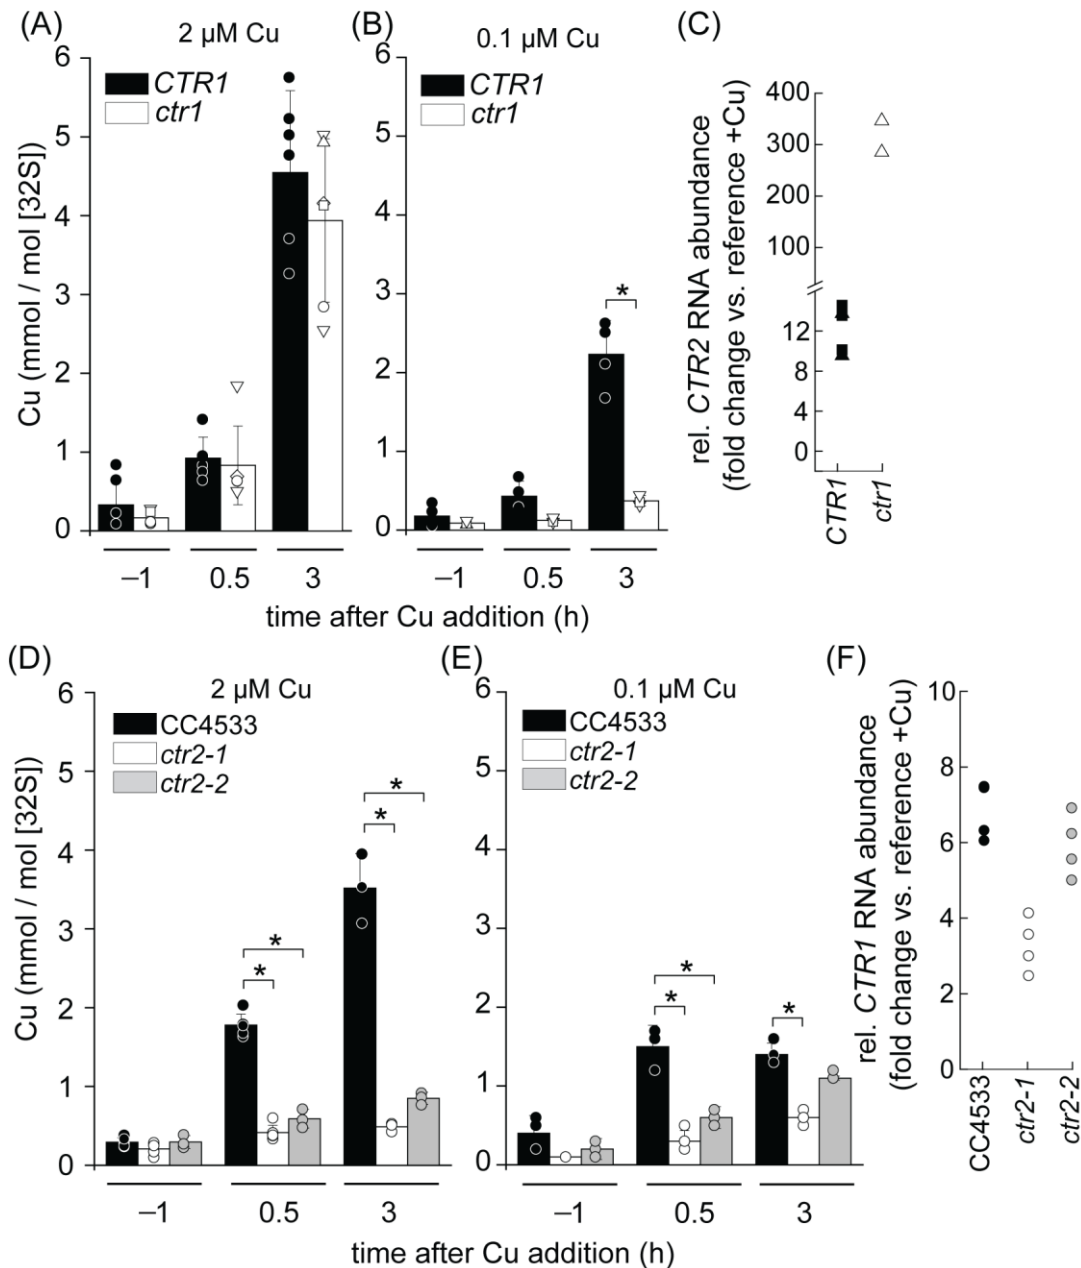 (A)
2 µM Cu
CTR1
ctr1
Cu (mmol / mol [32S])
6
5
4
3
2
1
0
–1
0.5
3
(B)
0.1 µM Cu
CTR1
ctr1
6
5
4
3
2
1
0
*
–1
0.5
3
time after Cu addition (h)
(C)
rel. CTR2 RNA abundance
(fold change vs. reference +Cu)
400
300
200
100
12
8
4
0
CTR1
ctr1
(D)
2 µM Cu
CC4533
ctr2-1
ctr2-2
Cu (mmol / mol [32S])
6
5
4
3
2
1
0
*
*
*
*
–1
0.5
3
(E)
0.1 µM Cu
CC4533
ctr2-1
ctr2-2
6
5
4
3
2
1
0
*
*
*
–1
0.5
3
time after Cu addition (h)
(F)
rel. CTR1 RNA abundance
(fold change vs. reference +Cu)
10
8
6
4
2
0
CC4533
ctr2-1
ctr2-2